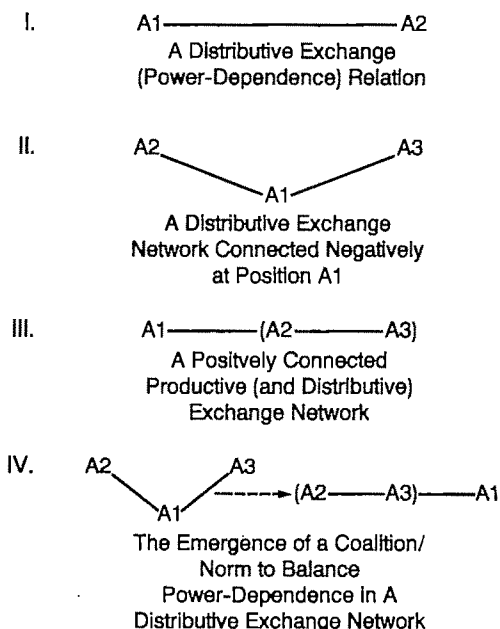 I. A1 A2
A Distributive Exchange
(Power-Dependence) Relation
II. A2 A3
A1
A Distributive Exchange
Network Connected Negatively
at Position A1
III. A1 (A2 A3)
A Positvely Connected
Productive (and Distributive)
Exchange Network
IV. A2 A3
(A2 A3) A1
A1
The Emergence of a Coalition/
Norm to Balance
Power-Dependence in A
Distributive Exchange Network